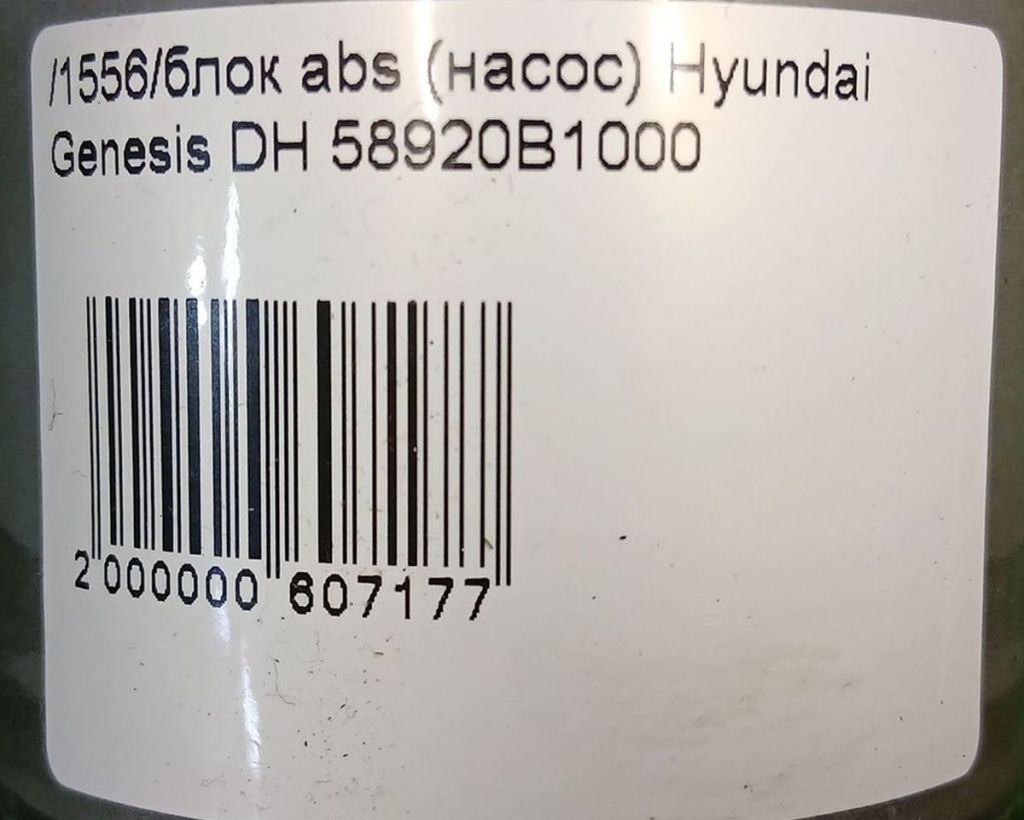 /1556/блок abs (насос) Hyundai
Genesis DH 58920B1000
2 000000 607177